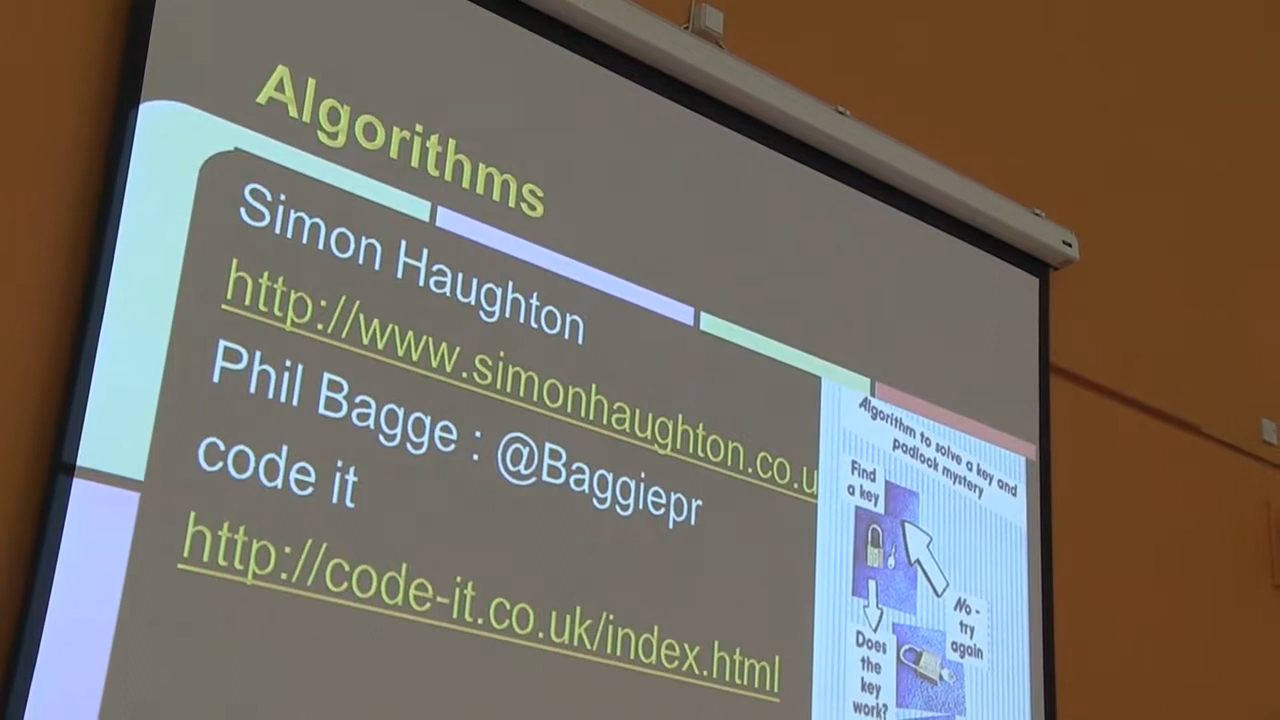 Algorithms
Simon Haughton
http://www.simonhaughton.co.u
Phil Bagge : @Baggiepr
code it
http://code-it.co.uk/index.html
Algorithm to solve a key and
padlock mystery
Find
a key
No -
try
again
Does
the
key
work?